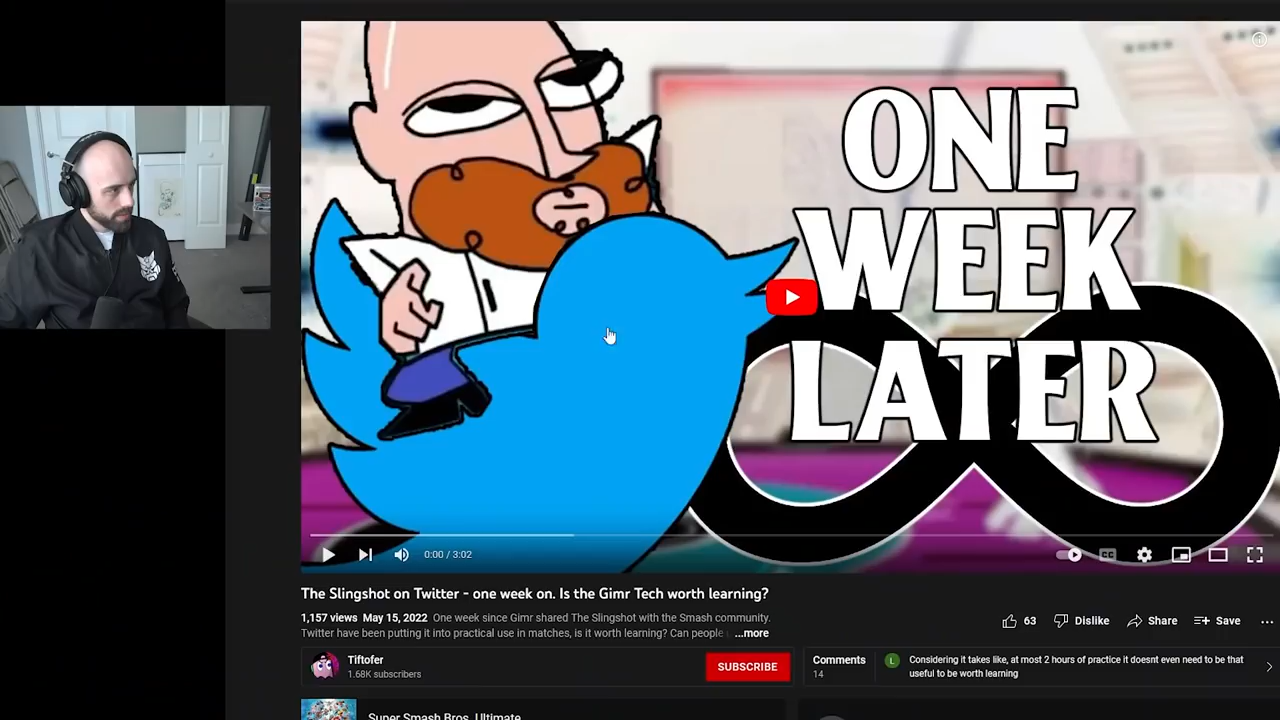 ONE
WEEK
LATER
0:00 / 3:02
CC
The Slingshot on Twitter - one week on. Is the Gimr Tech worth learning?
1,157 views May 15, 2022 One week since Gimr shared The Slingshot with the Smash community.
Twitter have been putting it into practical use in matches, is it worth learning? Can people ...more
63 Dislike Share Save
Tiftofer
1.68K subscribers
SUBSCRIBE
Comments
14
L
Considering it takes like, at most 2 hours of practice it doesnt even need to be that
useful to be worth learning
Super Smash Bros. Ultimate